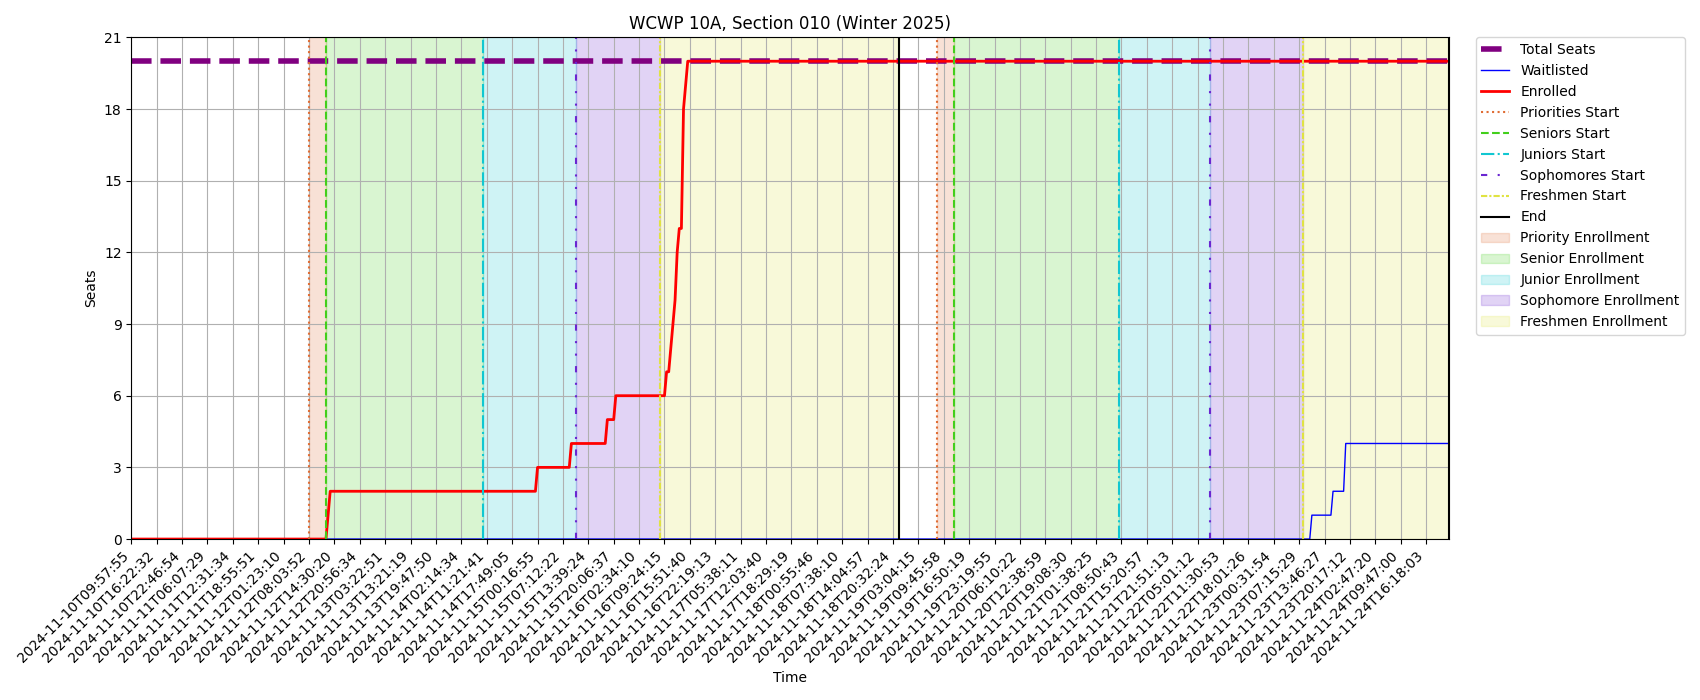 WCWP 10A, Section 010 (Winter 2025)
21
18
15
12
9
6
3
0
Seats
2024-11-10T09:57:55
2024-11-10T16:22:32
2024-11-10T22:46:54
2024-11-11T06:07:29
2024-11-11T12:31:34
2024-11-11T18:55:51
2024-11-12T01:23:10
2024-11-12T08:03:52
2024-11-12T14:30:20
2024-11-12T20:56:34
2024-11-13T03:22:51
2024-11-13T13:21:19
2024-11-13T19:47:50
2024-11-14T02:14:34
2024-11-14T11:21:41
2024-11-14T17:49:05
2024-11-15T00:16:55
2024-11-15T07:12:22
2024-11-15T13:39:24
2024-11-15T20:06:37
2024-11-16T02:34:10
2024-11-16T09:24:15
2024-11-16T15:51:40
2024-11-16T22:19:13
2024-11-17T05:38:11
2024-11-17T12:03:40
2024-11-17T18:29:19
2024-11-18T00:55:46
2024-11-18T07:38:10
2024-11-18T14:04:57
2024-11-18T20:32:24
2024-11-19T03:04:15
2024-11-19T09:45:58
2024-11-19T16:50:19
2024-11-19T23:19:55
2024-11-20T06:10:22
2024-11-20T12:38:59
2024-11-20T19:08:30
2024-11-21T01:38:25
2024-11-21T08:50:43
2024-11-21T15:20:57
2024-11-21T21:51:13
2024-11-22T05:01:12
2024-11-22T11:30:53
2024-11-22T18:01:26
2024-11-23T00:31:54
2024-11-23T07:15:29
2024-11-23T13:46:27
2024-11-23T20:17:12
2024-11-24T02:47:20
2024-11-24T09:47:00
2024-11-24T16:18:03
Time
Total Seats
Waitlisted
Enrolled
Priorities Start
Seniors Start
Juniors Start
Sophomores Start
Freshmen Start
End
Priority Enrollment
Senior Enrollment
Junior Enrollment
Sophomore Enrollment
Freshmen Enrollment